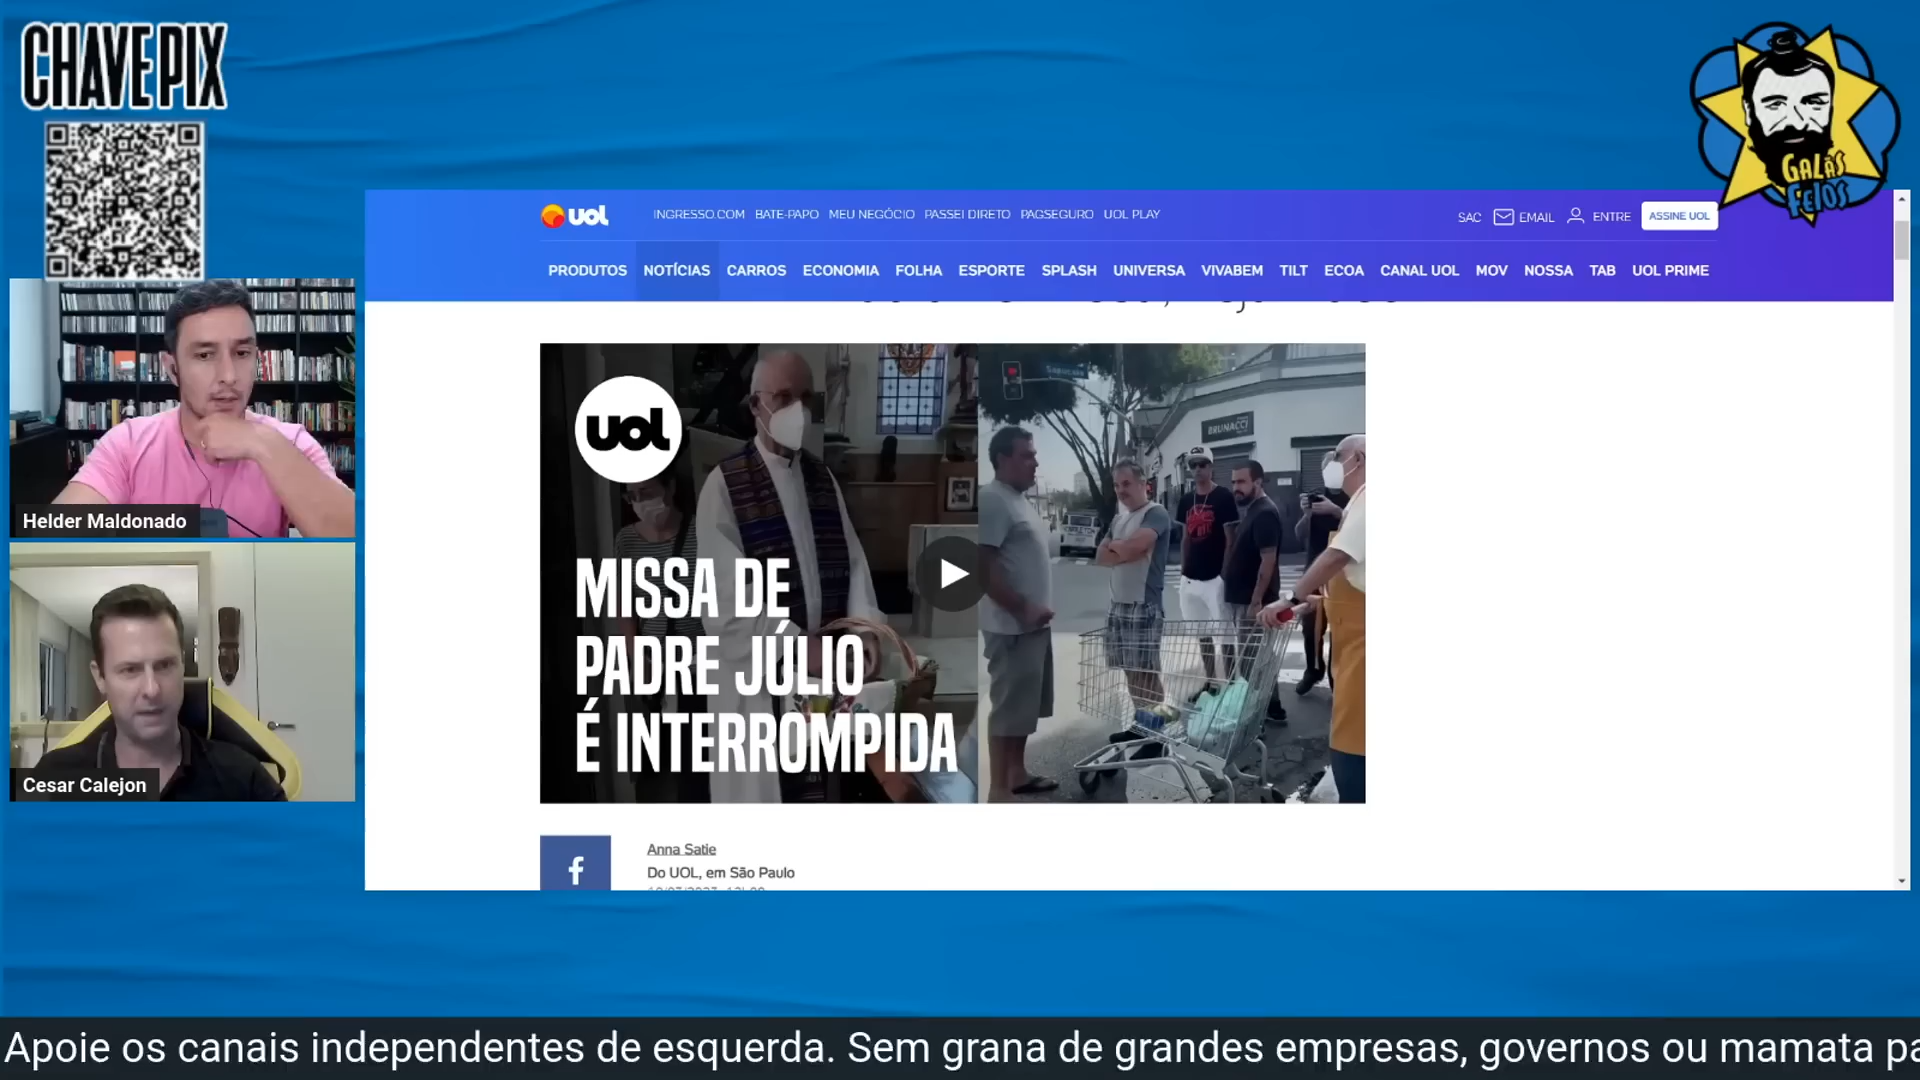 CHAVE PIX
GALÃS
FEIOS
uol
INGRESSO.COM BATE-PAPO MEU NEGÓCIO PASSEI DIRETO PAGSEGURO UOL PLAY
SAC EMAIL ENTRE ASSINE UOL
PRODUTOS NOTÍCIAS CARROS ECONOMIA FOLHA ESPORTE SPLASH UNIVERSA VIVABEM TILT ECOA CANAL UOL MOV NOSSA TAB UOL PRIME
uol
BRUNACCI
MISSA DE
PADRE JÚLIO
É INTERROMPIDA
Helder Maldonado
Cesar Calejon
f
Anna Satie
Do UOL, em São Paulo
Apoie os canais independentes de esquerda. Sem grana de grandes empresas, governos ou mamata pa